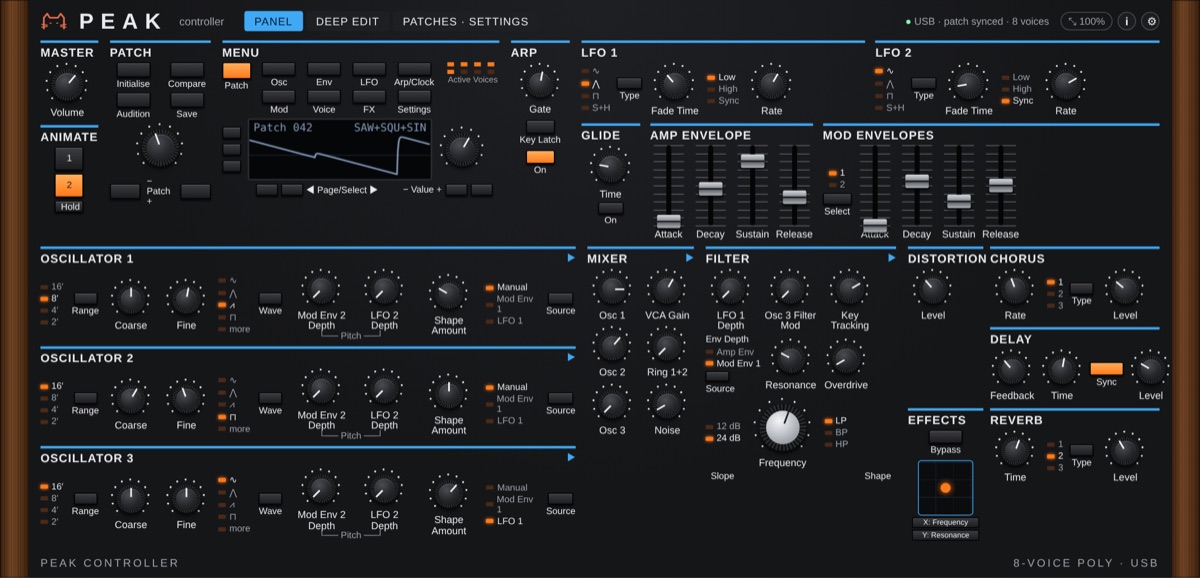 PEAK controller PANEL DEEP EDIT PATCHES · SETTINGS USB · patch synced · 8 voices 100% i
MASTER PATCH MENU ARP LFO 1 LFO 2
Volume
Initialise Compare
Audition Save
− Patch +
Patch Osc Env LFO Arp/Clock
Mod Voice FX Settings
Active Voices
Patch 042 SAW+SQU+SIN
◀ Page/Select ▶ − Value +
Gate
Key Latch
On
S+H Type Fade Time Low High Sync Rate
S+H Type Fade Time Low High Sync Rate
ANIMATE
1
2
Hold
GLIDE AMP ENVELOPE MOD ENVELOPES
Time
On
Attack Decay Sustain Release
1
2
Select
Attack Decay Sustain Release
OSCILLATOR 1
16'
8'
4'
2'
Range Coarse Fine
more
Wave
Mod Env 2 Depth
LFO 2 Depth
Pitch
Shape Amount
Manual
Mod Env 1
LFO 1
Source
OSCILLATOR 2
16'
8'
4'
2'
Range Coarse Fine
more
Wave
Mod Env 2 Depth
LFO 2 Depth
Pitch
Shape Amount
Manual
Mod Env 1
LFO 1
Source
OSCILLATOR 3
16'
8'
4'
2'
Range Coarse Fine
more
Wave
Mod Env 2 Depth
LFO 2 Depth
Pitch
Shape Amount
Manual
Mod Env 1
LFO 1
Source
MIXER
Osc 1 VCA Gain
Osc 2 Ring 1+2
Osc 3 Noise
FILTER
LFO 1 Depth
Osc 3 Filter Mod
Key Tracking
Env Depth
Amp Env
Mod Env 1
Source
Resonance Overdrive
12 dB
24 dB
Frequency
LP
BP
HP
Slope Shape
DISTORTION
Level
CHORUS
Rate
1
2
3
Type
Level
DELAY
Feedback Time Sync Level
EFFECTS
Bypass
X: Frequency
Y: Resonance
REVERB
Time
1
2
3
Type
Level
PEAK CONTROLLER 8-VOICE POLY · USB